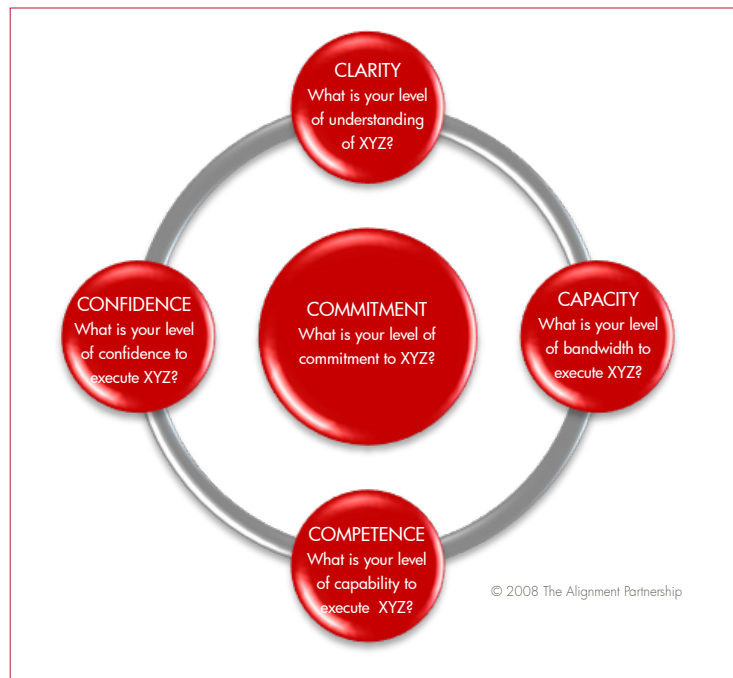 CLARITY
What is your level
of understanding
of XYZ?
CONFIDENCE
What is your level
of confidence to
execute XYZ?
COMMITMENT
What is your level of
commitment to XYZ?
CAPACITY
What is your level
of bandwidth to
execute XYZ?
COMPETENCE
What is your level
of capability to
execute  XYZ?
© 2008 The Alignment Partnership